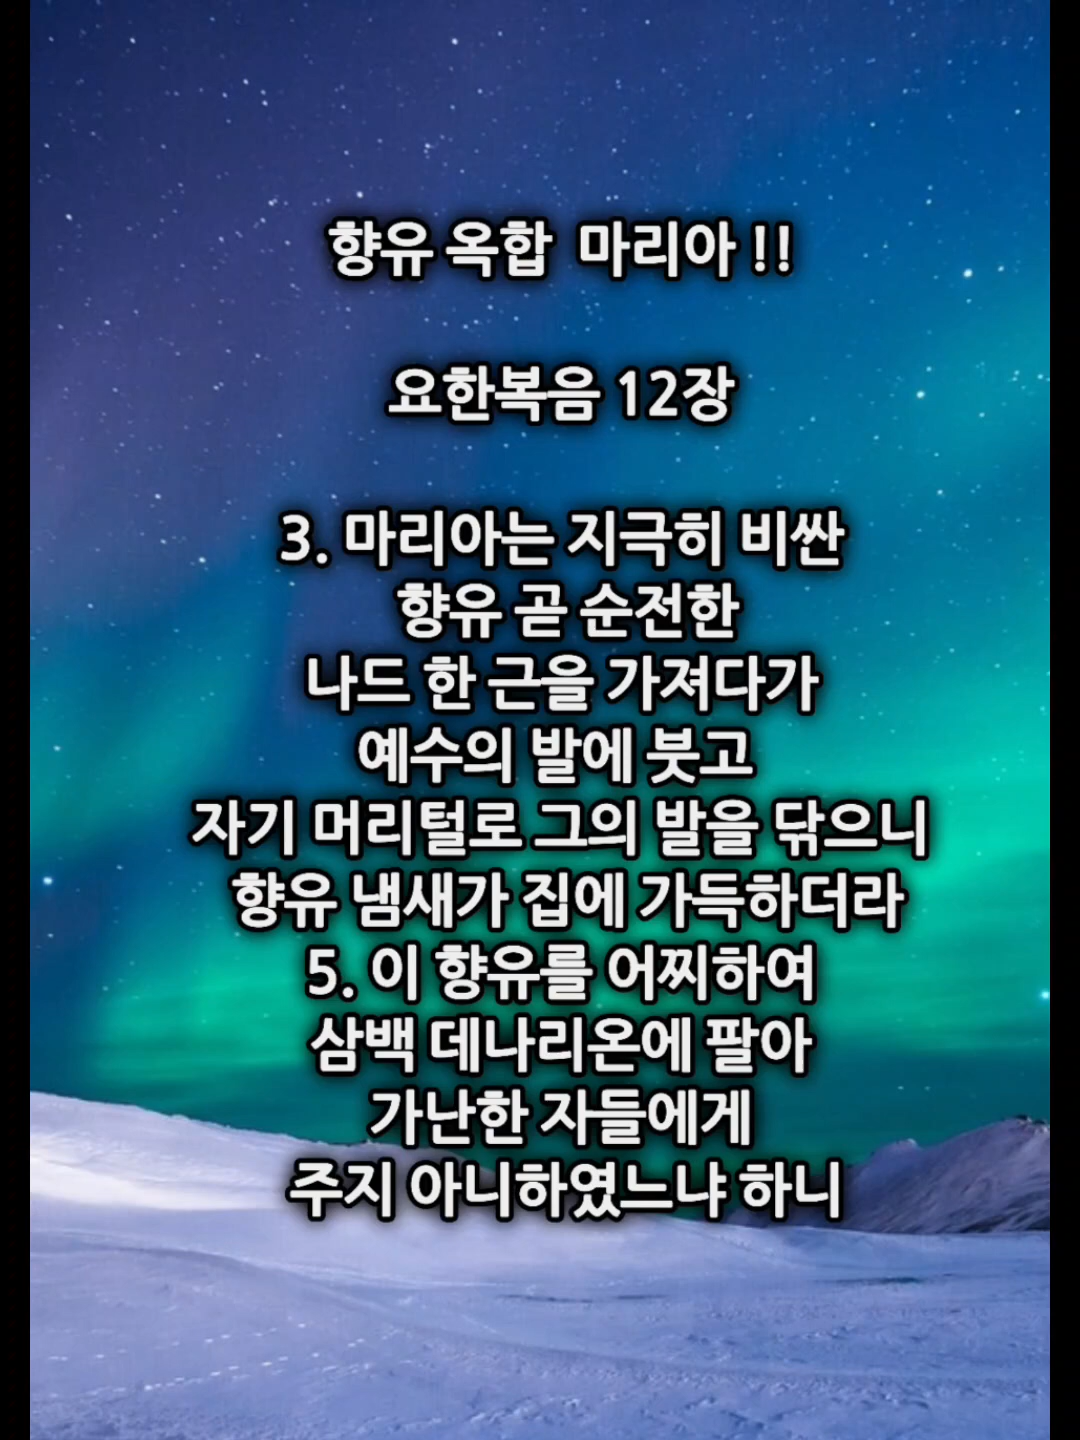 향유 옥합 마리아 !!
요한복음 12장
3. 마리아는 지극히 비싼
향유 곧 순전한
나드 한 근을 가져다가
예수의 발에 붓고
자기 머리털로 그의 발을 닦으니
향유 냄새가 집에 가득하더라
5. 이 향유를 어찌하여
삼백 데나리온에 팔아
가난한 자들에게
주지 아니하였느냐 하니